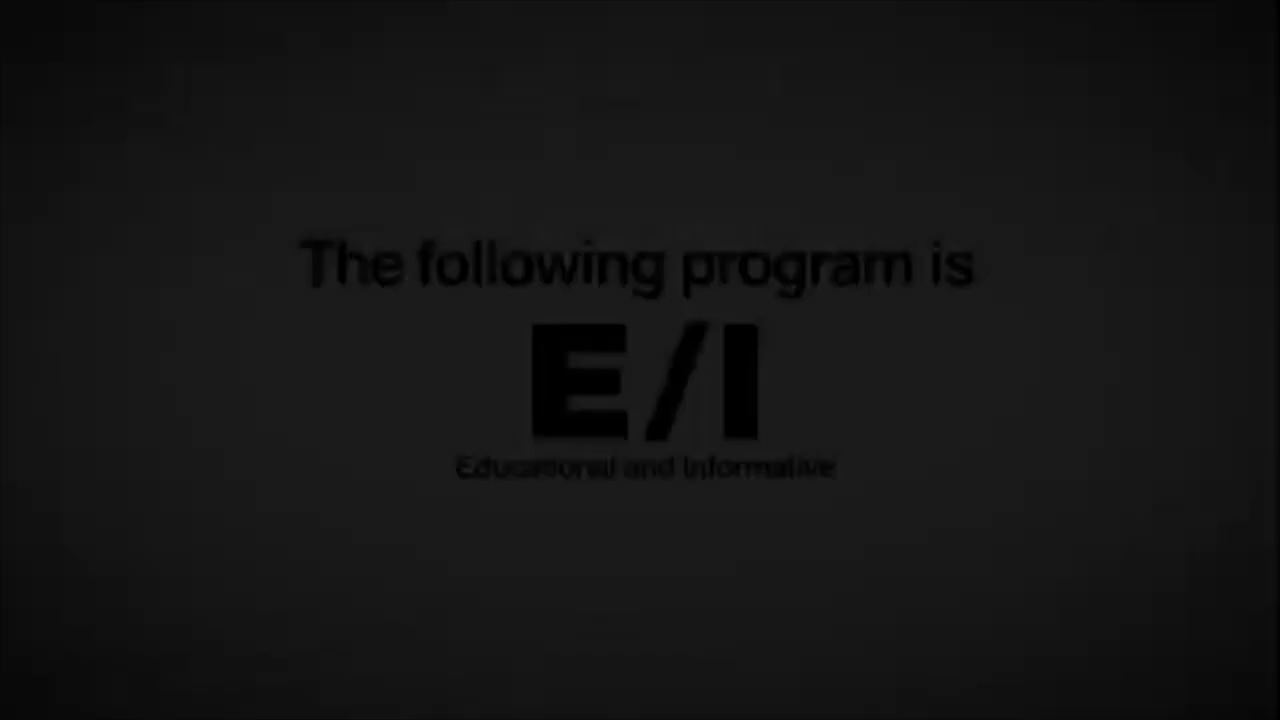 The following program is
E/I
Educational and Informative